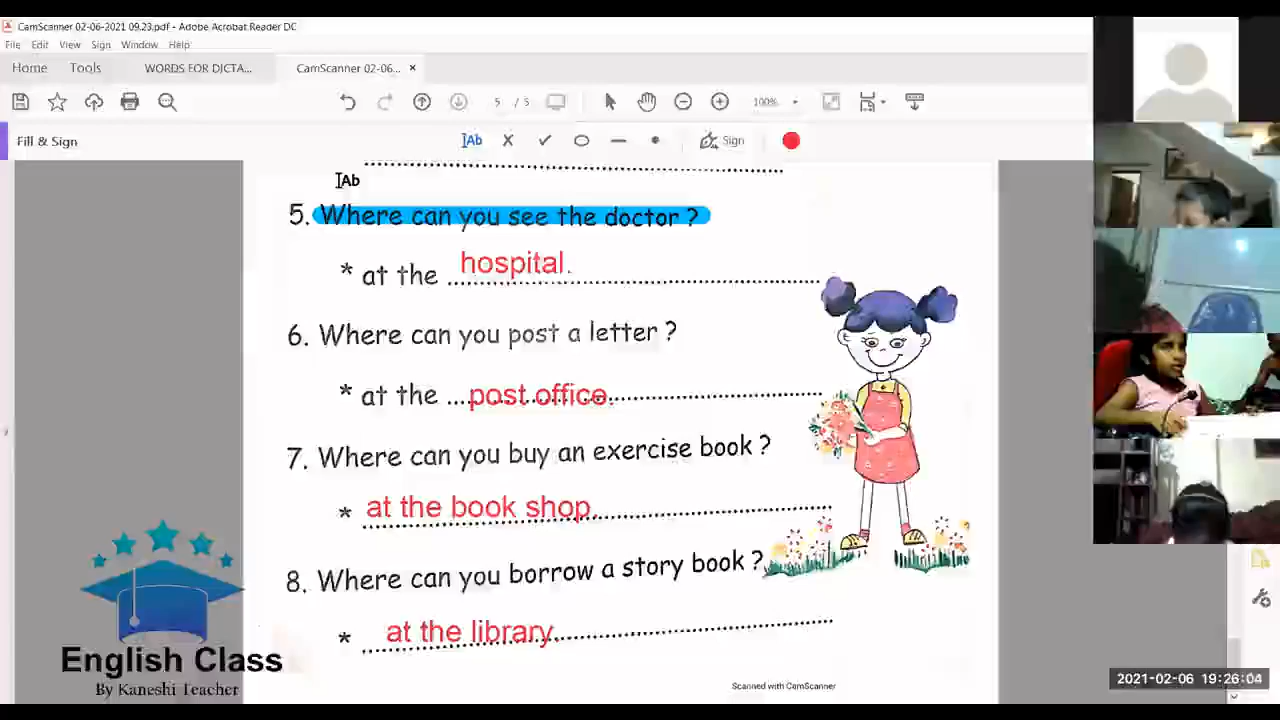 CamScanner 02-06-2021 09.23.pdf - Adobe Acrobat Reader DC
File Edit View Sign Window Help
Home Tools WORDS FOR DICTA... CamScanner 02-06... ×
5 / 5 100%
Fill & Sign Ab Sign
Ab
5. Where can you see the doctor ?
* at the hospital.
6. Where can you post a letter ?
* at the ... post office.
7. Where can you buy an exercise book ?
* at the book shop.
8. Where can you borrow a story book ?
* at the library.
English Class
By Kaneshi Teacher
Scanned with CamScanner
2021-02-06 19:26:04